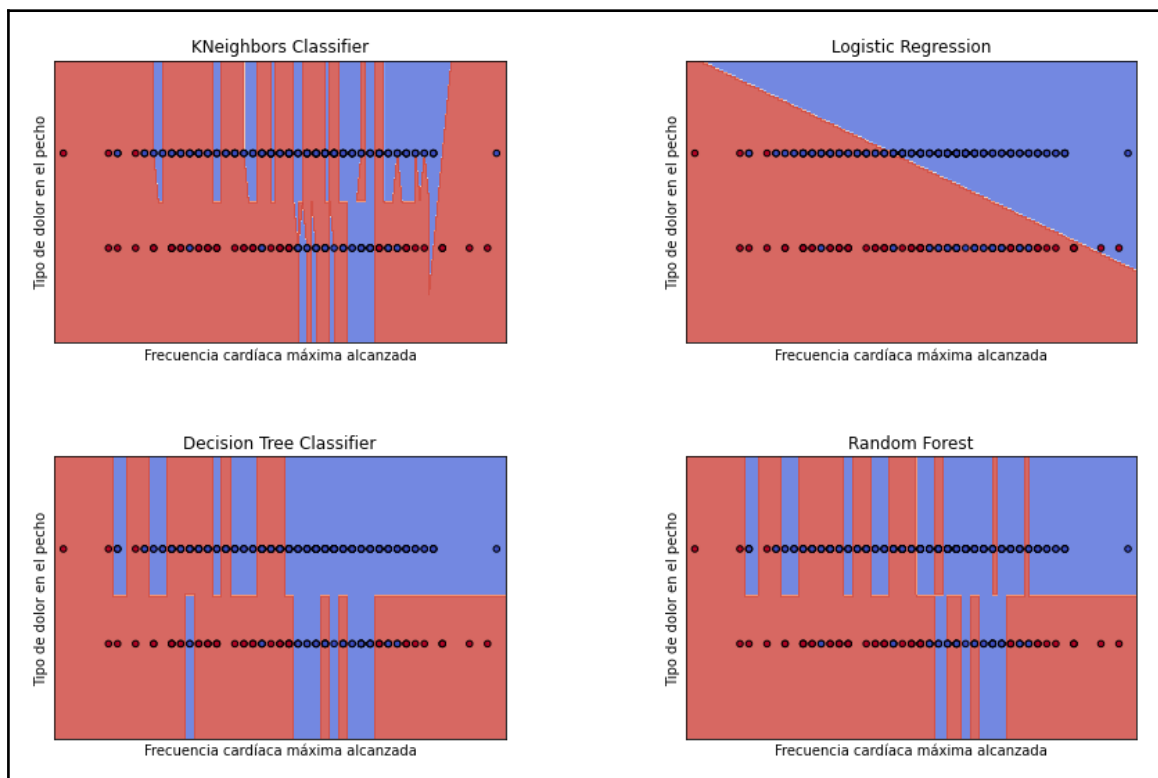 KNeighbors Classifier
Tipo de dolor en el pecho
Frecuencia cardíaca máxima alcanzada
Logistic Regression
Tipo de dolor en el pecho
Frecuencia cardíaca máxima alcanzada
Decision Tree Classifier
Tipo de dolor en el pecho
Frecuencia cardíaca máxima alcanzada
Random Forest
Tipo de dolor en el pecho
Frecuencia cardíaca máxima alcanzada